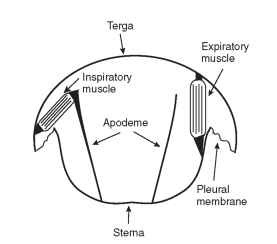 Terga
Expiratory
muscle
Inspiratory
muscle
Apodeme
Pleural
membrane
Sterna